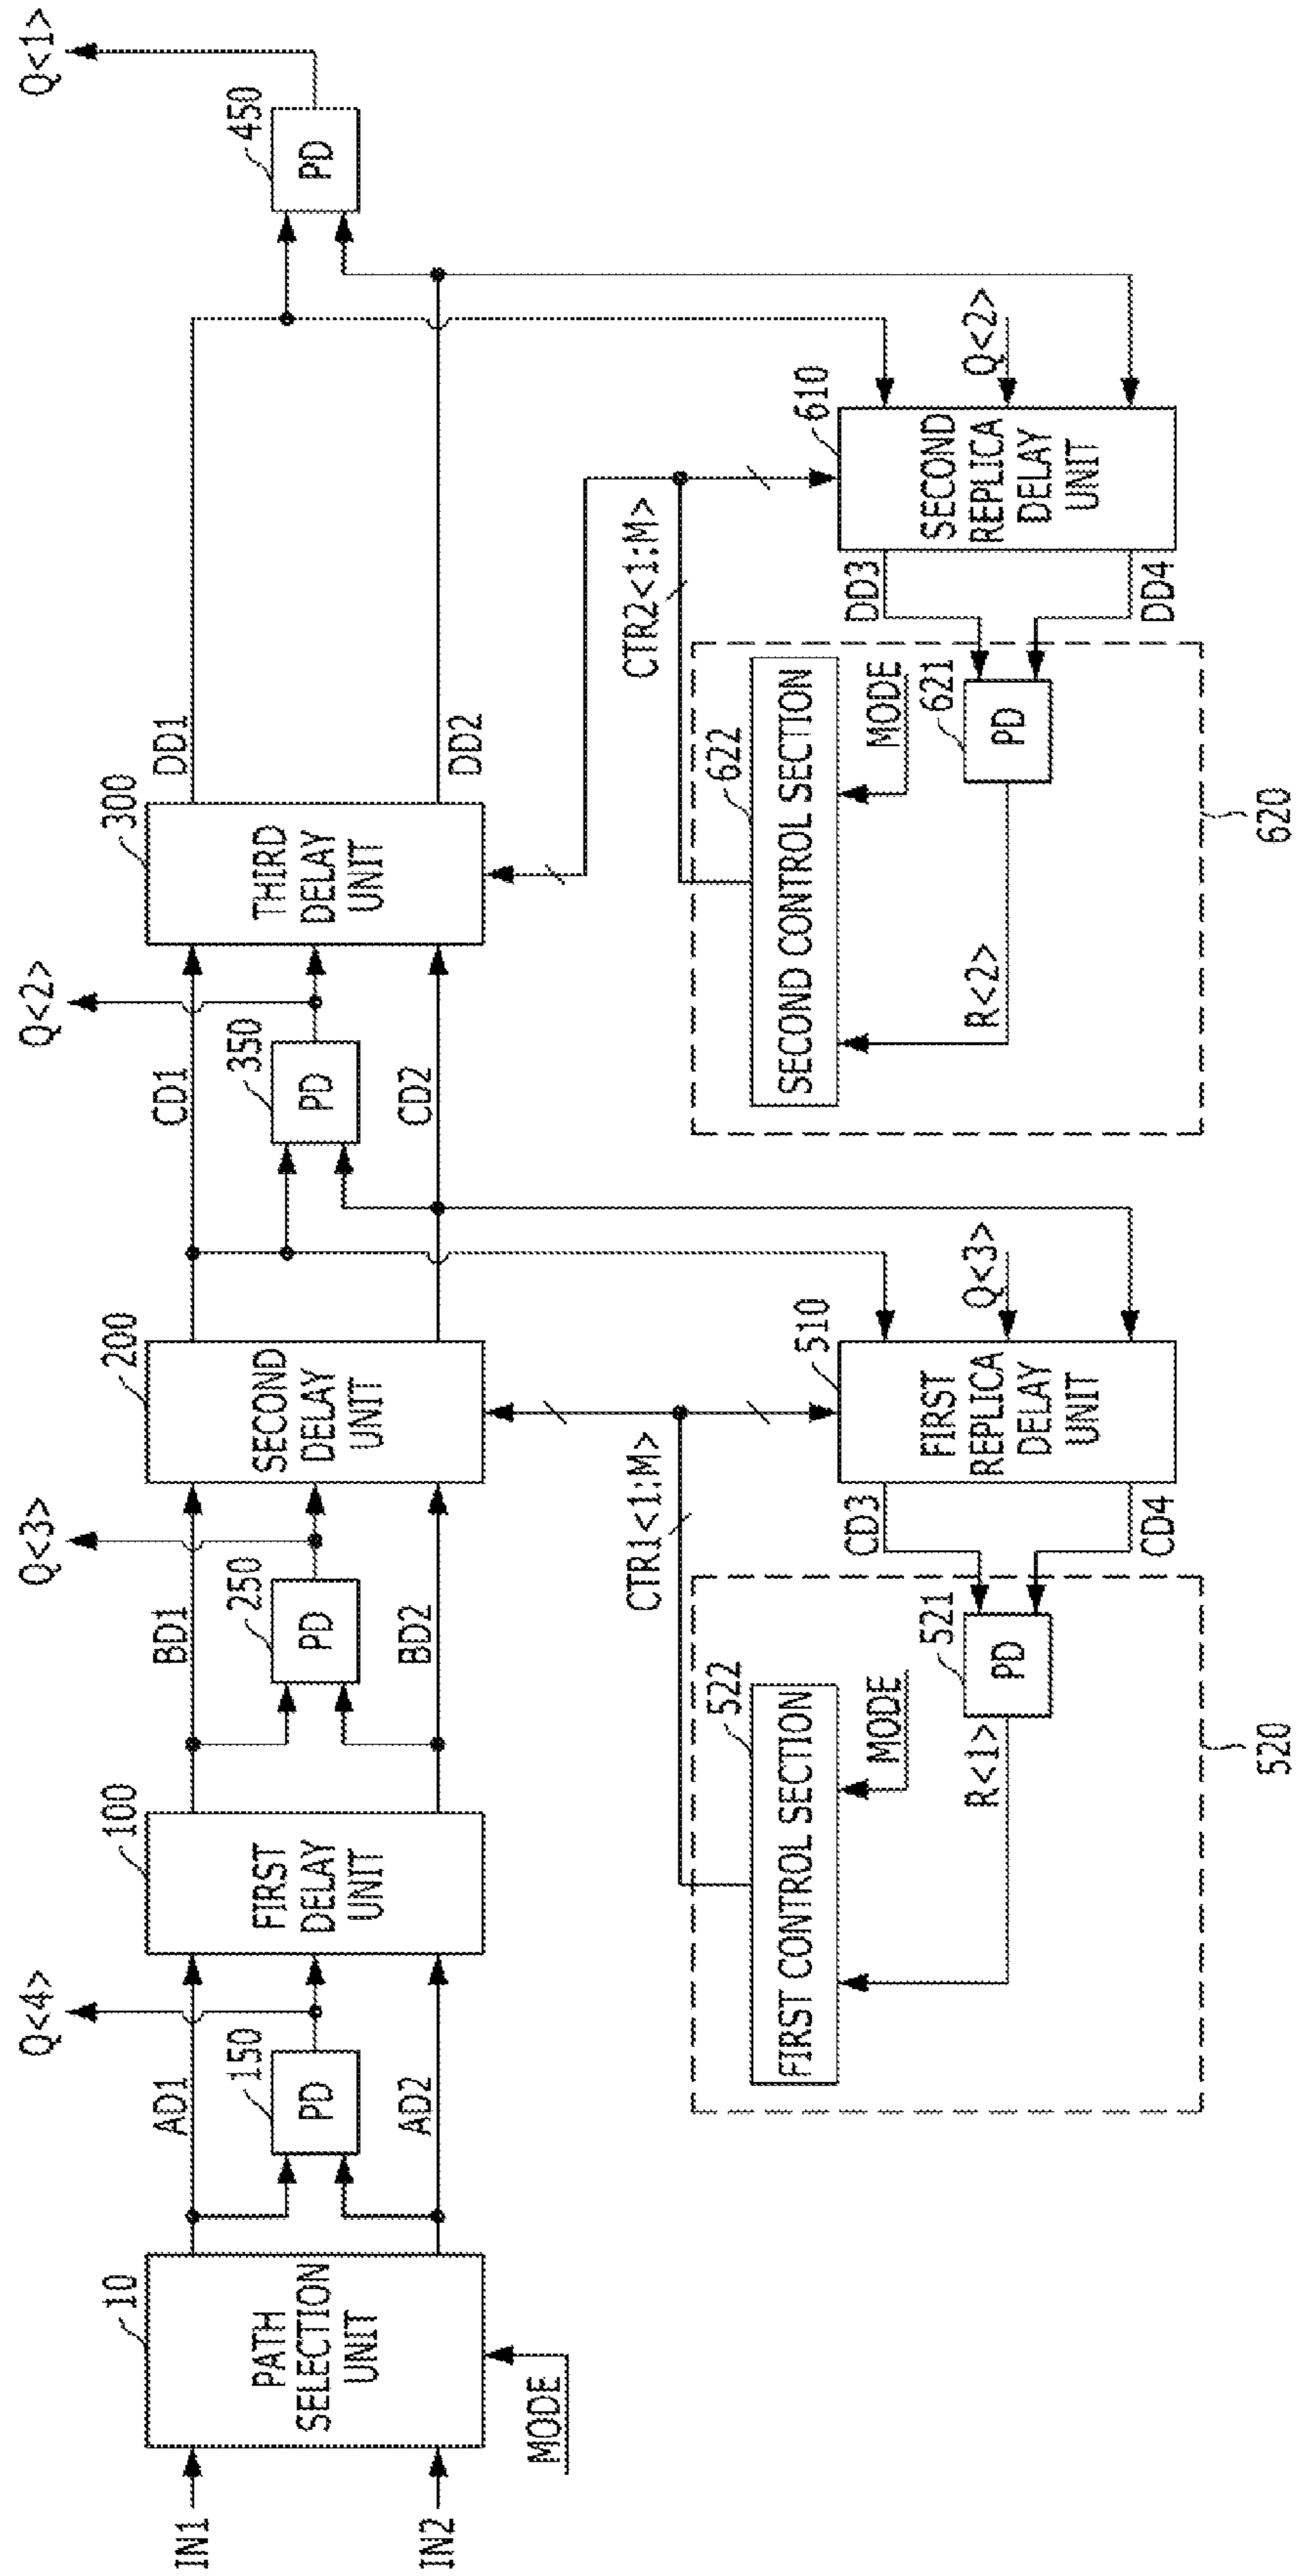 Q<4>
Q<3>
Q<2>
Q<1>
IN1
IN2
10
PATH
SELECTION
UNIT
MODE
AD1
AD2
150
PD
100
FIRST
DELAY
UNIT
BD1
BD2
250
PD
200
SECOND
DELAY
UNIT
CD1
CD2
350
PD
300
THIRD
DELAY
UNIT
DD1
DD2
450
PD
CTR1<1:M>
522
FIRST CONTROL SECTION
MODE
R<1>
521
PD
520
CD3
CD4
510
FIRST
REPLICA
DELAY
UNIT
Q<3>
CTR2<1:M>
622
SECOND CONTROL SECTION
MODE
R<2>
621
PD
620
DD3
DD4
610
SECOND
REPLICA
DELAY
UNIT
Q<2>